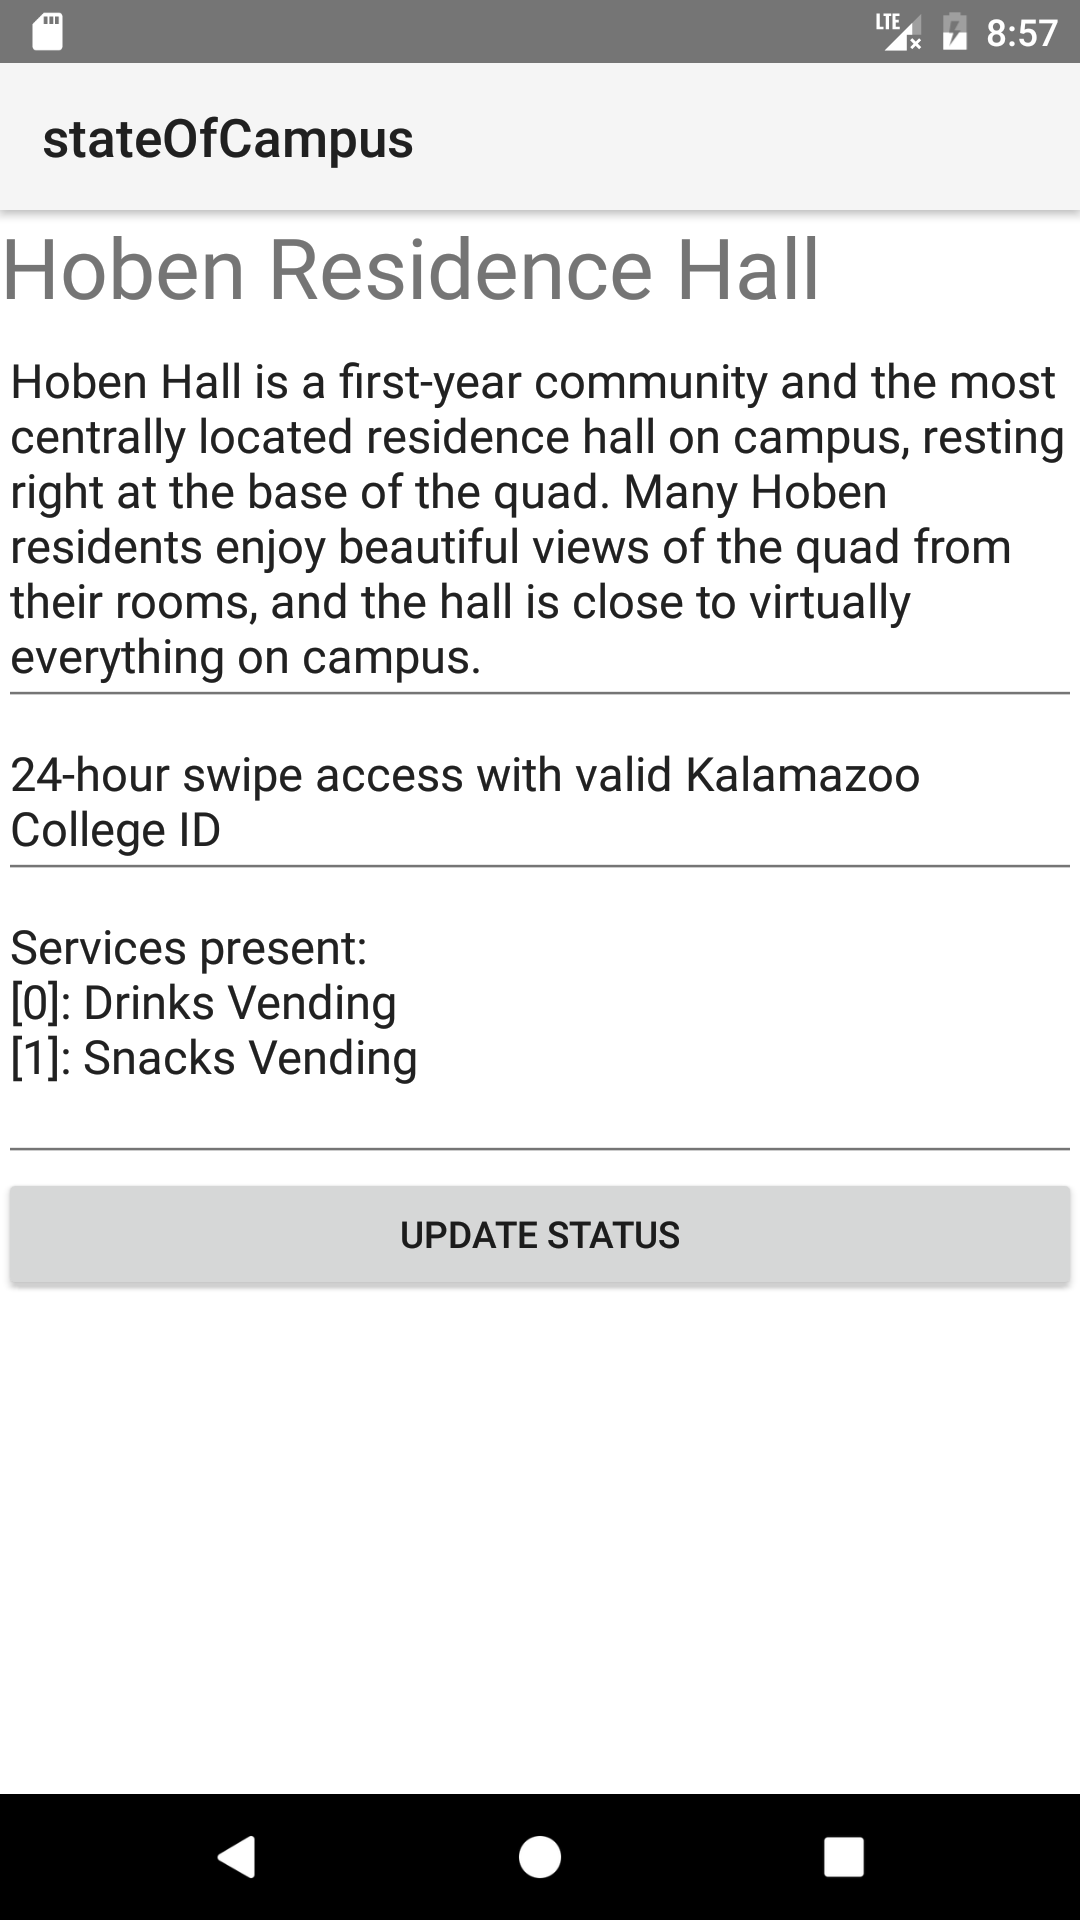 LTE 8:57
stateOfCampus
Hoben Residence Hall
Hoben Hall is a first-year community and the most
centrally located residence hall on campus, resting
right at the base of the quad. Many Hoben
residents enjoy beautiful views of the quad from
their rooms, and the hall is close to virtually
everything on campus.
24-hour swipe access with valid Kalamazoo
College ID
Services present:
[0]: Drinks Vending
[1]: Snacks Vending
UPDATE STATUS